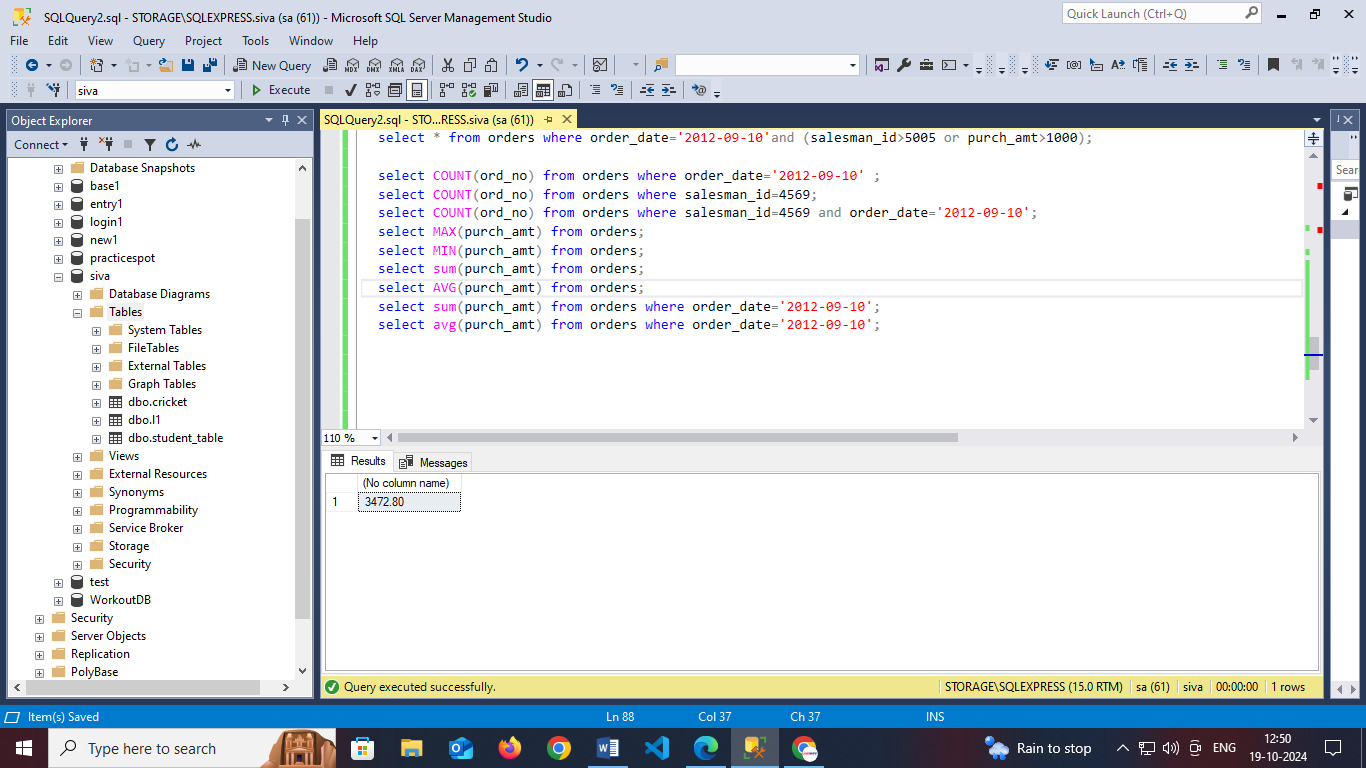 SQLQuery2.sql - STORAGE\SQLEXPRESS.siva (sa (61)) - Microsoft SQL Server Management Studio
Quick Launch (Ctrl+Q)
File Edit View Query Project Tools Window Help
New Query
MDX DMX XMLA DAX
siva
Execute
Object Explorer
Connect
Database Snapshots
base1
entry1
login1
new1
practicespot
siva
Database Diagrams
Tables
System Tables
FileTables
External Tables
Graph Tables
dbo.cricket
dbo.l1
dbo.student_table
Views
External Resources
Synonyms
Programmability
Service Broker
Storage
Security
test
WorkoutDB
Security
Server Objects
Replication
PolyBase
SQLQuery2.sql - STO...RESS.siva (sa (61))
select * from orders where order_date='2012-09-10'and (salesman_id>5005 or purch_amt>1000);
select COUNT(ord_no) from orders where order_date='2012-09-10' ;
select COUNT(ord_no) from orders where salesman_id=4569;
select COUNT(ord_no) from orders where salesman_id=4569 and order_date='2012-09-10';
select MAX(purch_amt) from orders;
select MIN(purch_amt) from orders;
select sum(purch_amt) from orders;
select AVG(purch_amt) from orders;
select sum(purch_amt) from orders where order_date='2012-09-10';
select avg(purch_amt) from orders where order_date='2012-09-10';
110 %
Results Messages
(No column name)
1 3472.80
Query executed successfully.
STORAGE\SQLEXPRESS (15.0 RTM) sa (61) siva 00:00:00 1 rows
Sear
Item(s) Saved
Ln 88 Col 37 Ch 37 INS
Type here to search
Rain to stop
ENG
12:50
19-10-2024